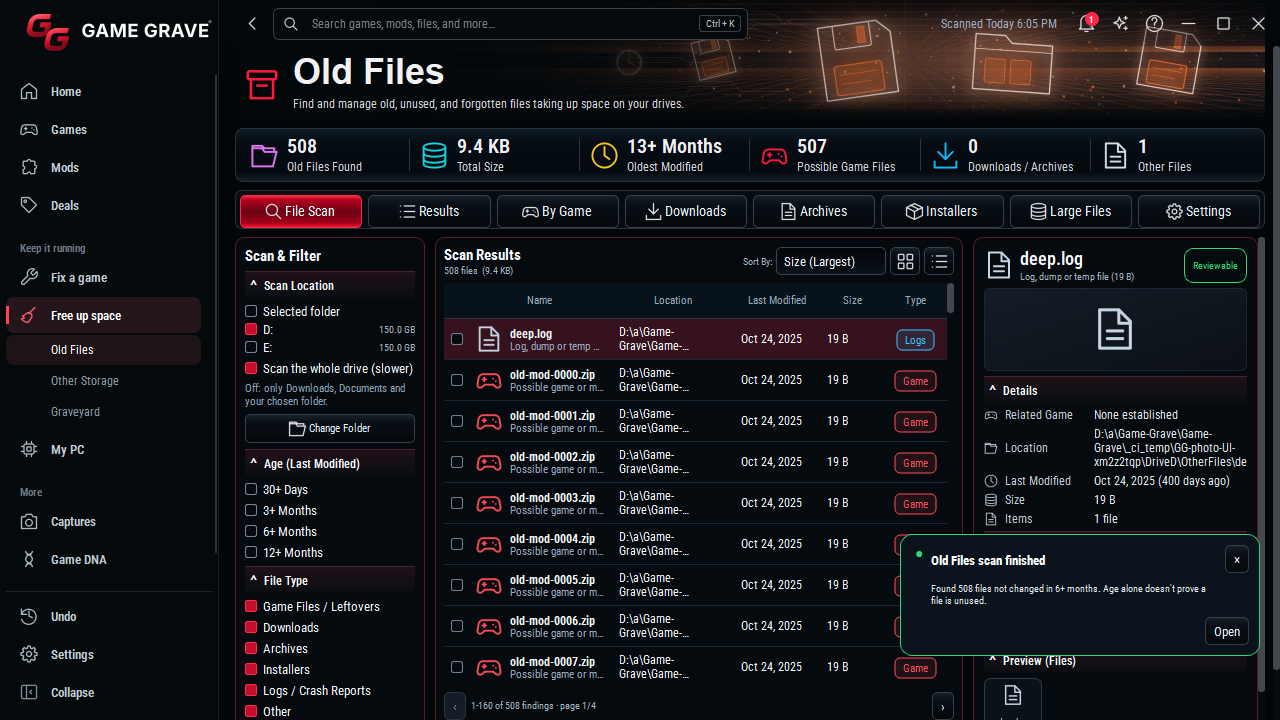 GAME GRAVE
Search games, mods, files, and more...
Ctrl + K
Scanned Today 6:05 PM
1
Old Files
Find and manage old, unused, and forgotten files taking up space on your drives.
Home
Games
Mods
Deals
Keep it running
Fix a game
Free up space
Old Files
Other Storage
Graveyard
My PC
More
Captures
Game DNA
Undo
Settings
Collapse
508
Old Files Found
9.4 KB
Total Size
13+ Months
Oldest Modified
507
Possible Game Files
0
Downloads / Archives
1
Other Files
File Scan
Results
By Game
Downloads
Archives
Installers
Large Files
Settings
Scan & Filter
^ Scan Location
Selected folder
D: 150.0 GB
E: 150.0 GB
Scan the whole drive (slower)
Off: only Downloads, Documents and
your chosen folder.
Change Folder
^ Age (Last Modified)
30+ Days
3+ Months
6+ Months
12+ Months
^ File Type
Game Files / Leftovers
Downloads
Archives
Installers
Logs / Crash Reports
Other
Scan Results
508 files (9.4 KB)
Sort By: Size (Largest)
Name Location Last Modified Size Type
deep.log
Log, dump or temp ...
D:\a\Game-
Grave\Game-...
Oct 24, 2025 19 B Logs
old-mod-0000.zip
Possible game or m...
D:\a\Game-
Grave\Game-...
Oct 24, 2025 19 B Game
old-mod-0001.zip
Possible game or m...
D:\a\Game-
Grave\Game-...
Oct 24, 2025 19 B Game
old-mod-0002.zip
Possible game or m...
D:\a\Game-
Grave\Game-...
Oct 24, 2025 19 B Game
old-mod-0003.zip
Possible game or m...
D:\a\Game-
Grave\Game-...
Oct 24, 2025 19 B Game
old-mod-0004.zip
Possible game or m...
D:\a\Game-
Grave\Game-...
Oct 24, 2025 19 B
old-mod-0005.zip
Possible game or m...
D:\a\Game-
Grave\Game-...
Oct 24, 2025 19 B
old-mod-0006.zip
Possible game or m...
D:\a\Game-
Grave\Game-...
Oct 24, 2025 19 B
old-mod-0007.zip
Possible game or m...
D:\a\Game-
Grave\Game-...
Oct 24, 2025 19 B Game
‹ 1-160 of 508 findings · page 1/4 ›
deep.log
Log, dump or temp file (19 B)
Reviewable
^ Details
Related Game None established
Location
D:\a\Game-Grave\Game-
Grave\_ci_temp\GG-photo-UI-
xm2z2tqp\DriveD\OtherFiles\de
Last Modified Oct 24, 2025 (400 days ago)
Size 19 B
Items 1 file
Old Files scan finished
x
Found 508 files not changed in 6+ months. Age alone doesn't prove a
file is unused.
Open
^ Preview (Files)